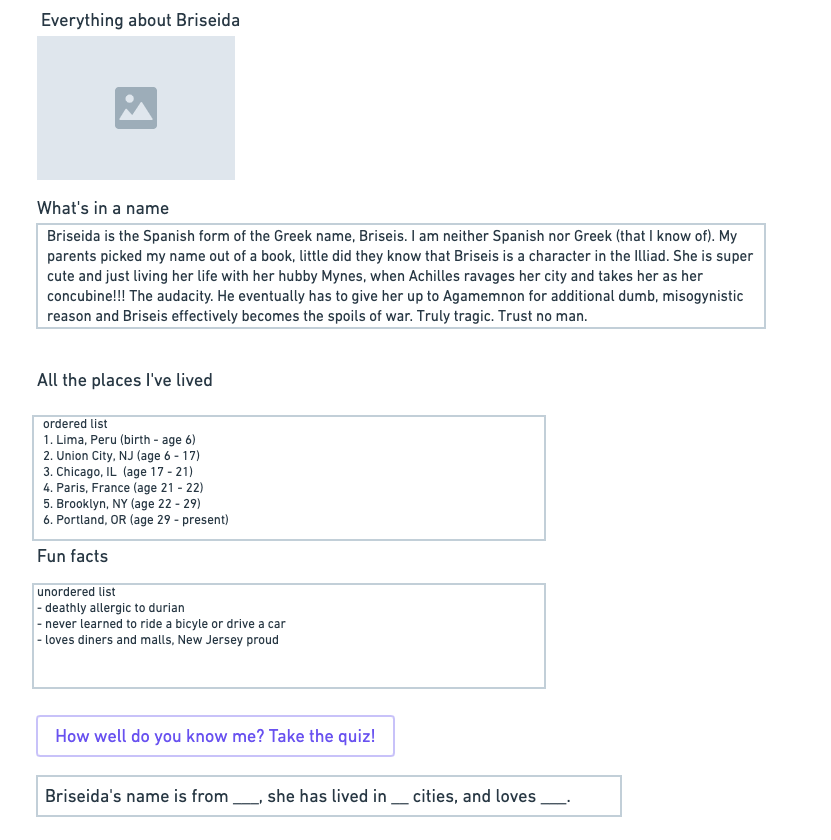 Everything about Briseida
What's in a name
Briseida is the Spanish form of the Greek name, Briseis. I am neither Spanish nor Greek (that I know of). My
parents picked my name out of a book, little did they know that Briseis is a character in the Illiad. She is super
cute and just living her life with her hubby Mynes, when Achilles ravages her city and takes her as her
concubine!!! The audacity. He eventually has to give her up to Agamemnon for additional dumb, misogynistic
reason and Briseis effectively becomes the spoils of war. Truly tragic. Trust no man.
All the places I've lived
ordered list
1. Lima, Peru (birth - age 6)
2. Union City, NJ (age 6 - 17)
3. Chicago, IL  (age 17 - 21)
4. Paris, France (age 21 - 22)
5. Brooklyn, NY (age 22 - 29)
6. Portland, OR (age 29 - present)
Fun facts
unordered list
- deathly allergic to durian
- never learned to ride a bicyle or drive a car
- loves diners and malls, New Jersey proud
How well do you know me? Take the quiz!
Briseida's name is from ___, she has lived in __ cities, and loves ___.